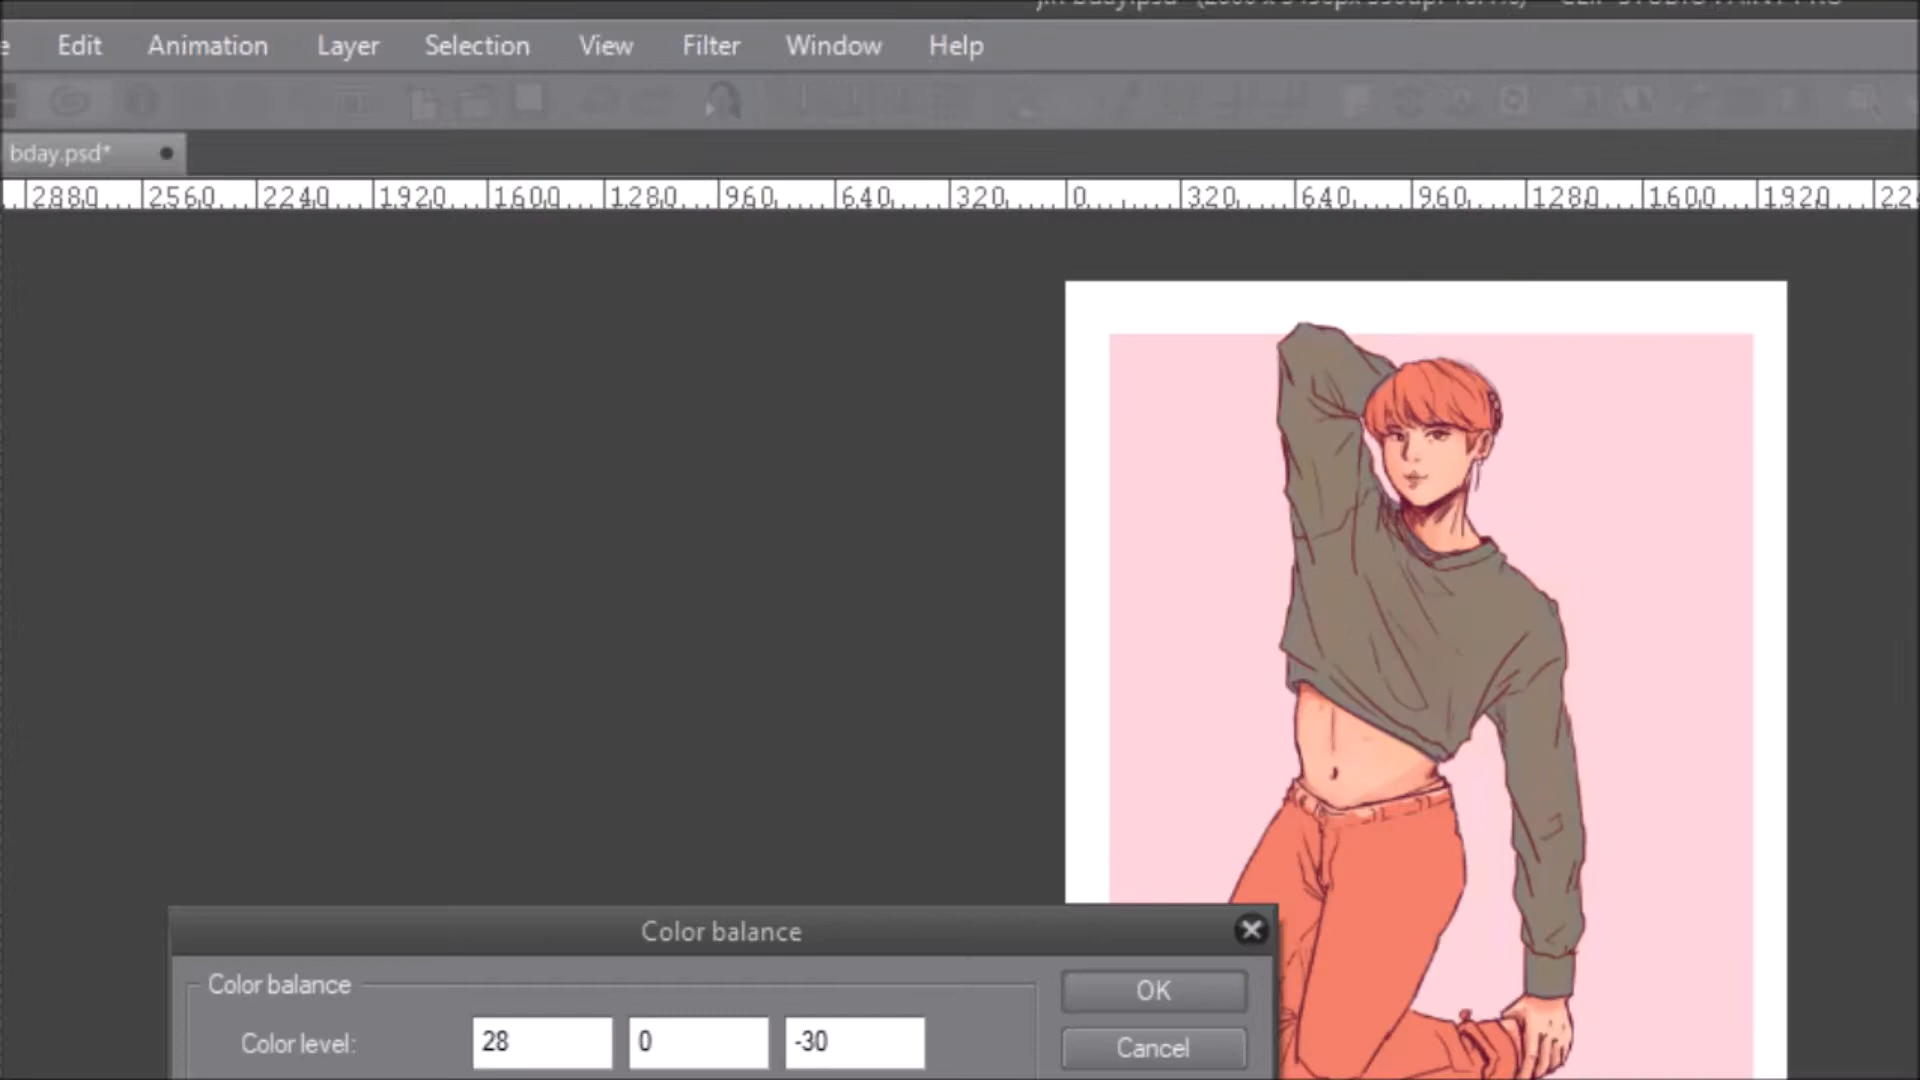 Edit Animation Layer Selection View Filter Window Help
bday.psd*
2880 2560 2240 1920 1600 1280 960 640 320 0 320 640 960 1280 1600 1920
Color balance
Color balance
OK
Color level: 28 0 -30
Cancel